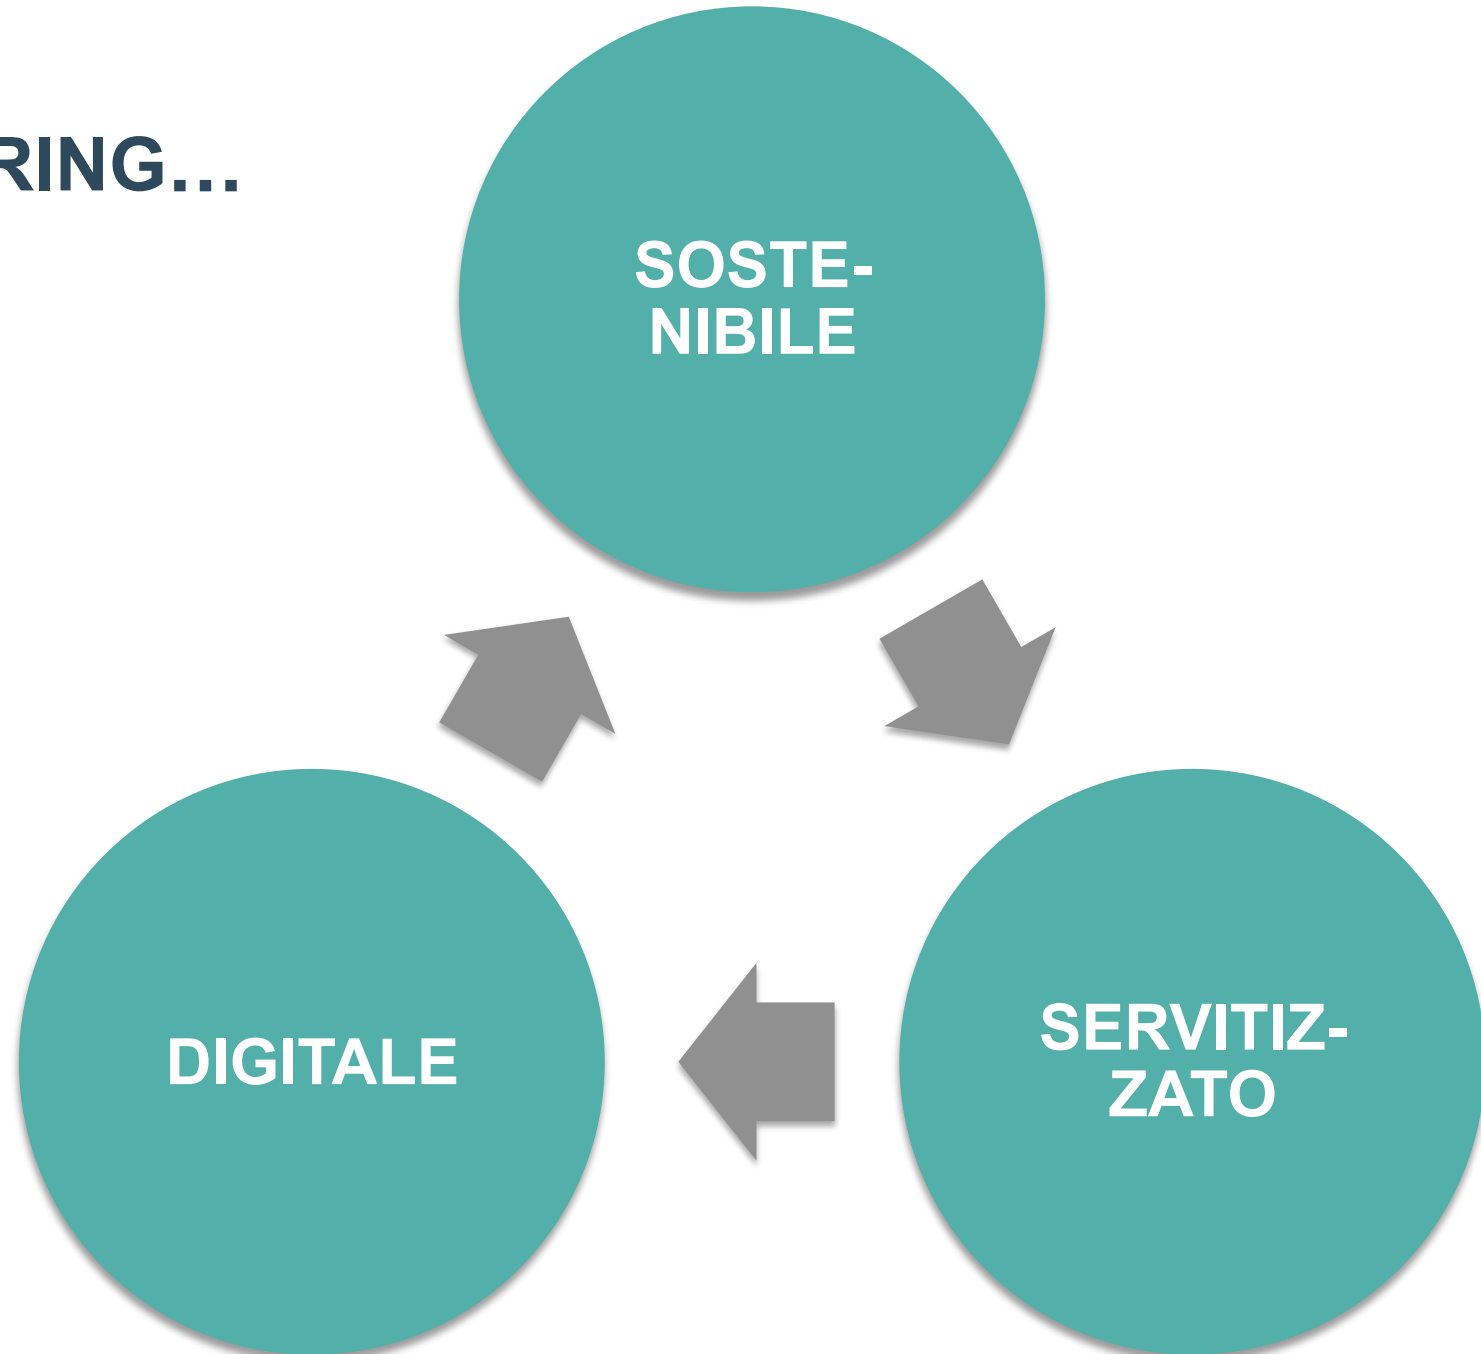 RING…
SOSTE-
NIBILE
DIGITALE
SERVITIZ-
ZATO